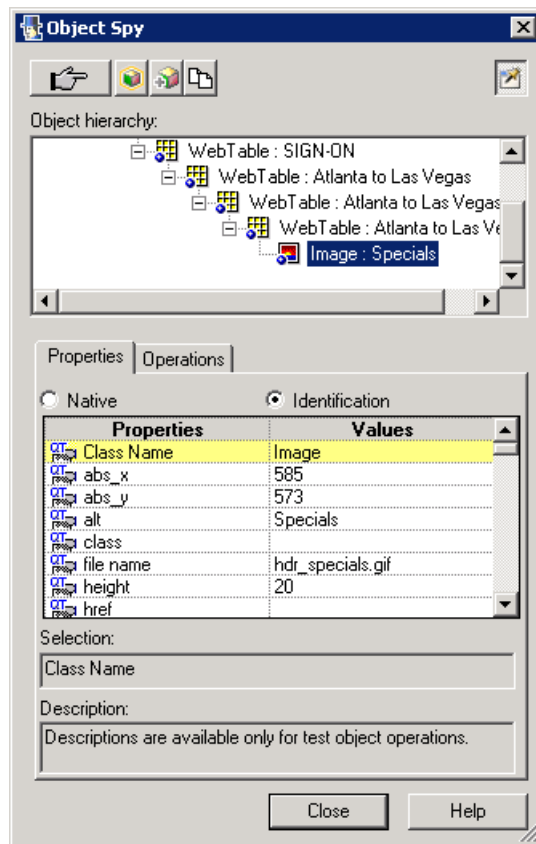 Object Spy
Object hierarchy:
WebTable : SIGN-ON
WebTable : Atlanta to Las Vegas
WebTable : Atlanta to Las Vegas
WebTable : Atlanta to Las Ve
Image : Specials
Properties Operations
Native Identification
Properties Values
Class Name Image
abs_x 585
abs_y 573
alt Specials
class
file name hdr_specials.gif
height 20
href
Selection:
Class Name
Description:
Descriptions are available only for test object operations.
Close Help